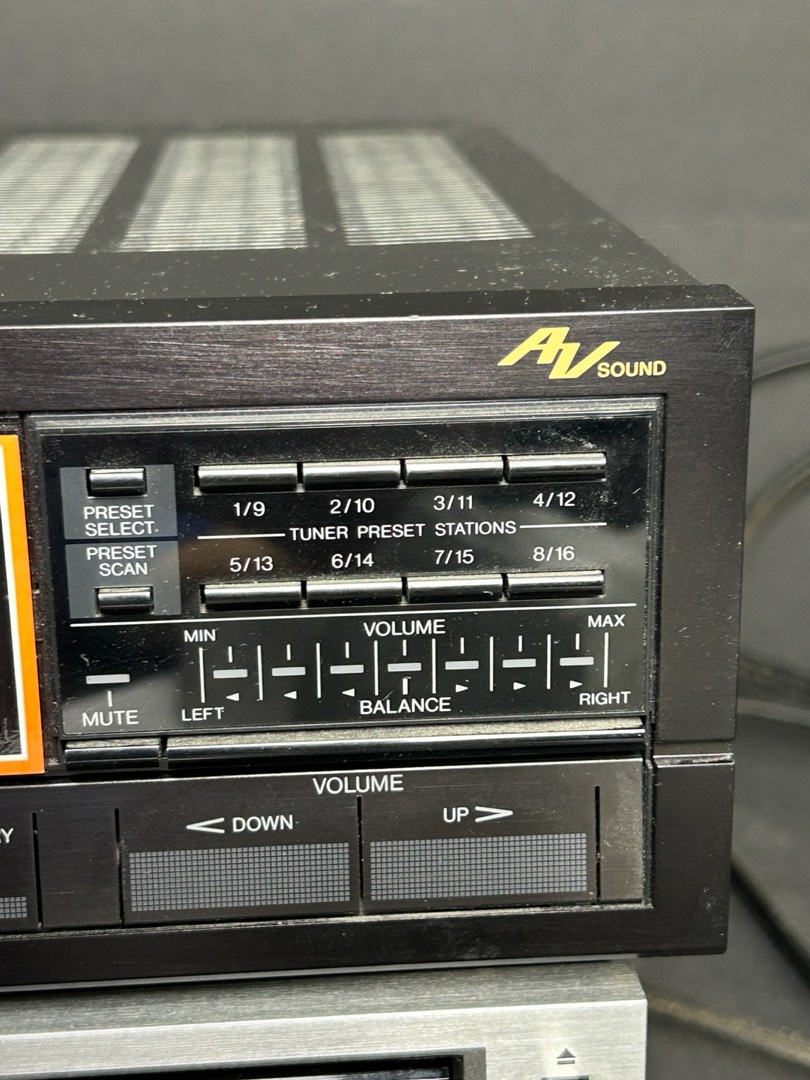 AV SOUND
PRESET
SELECT
1/9 2/10 3/11 4/12
TUNER PRESET STATIONS
PRESET
SCAN
5/13 6/14 7/15 8/16
MIN VOLUME MAX
MUTE
LEFT BALANCE RIGHT
VOLUME
< DOWN
UP >